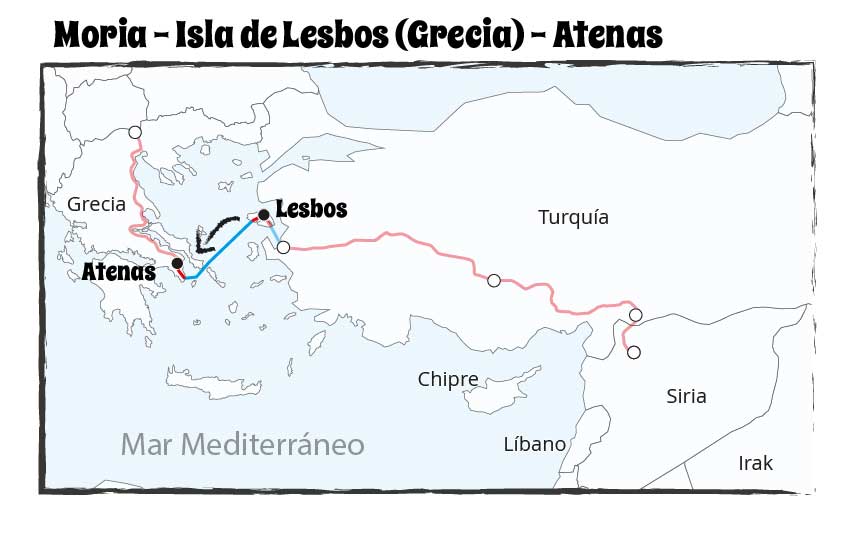 Moria - Isla de Lesbos (Grecia) - Atenas
Grecia
Lesbos
Turquía
Atenas
Chipre
Siria
Mar Mediterráneo
Líbano
Irak